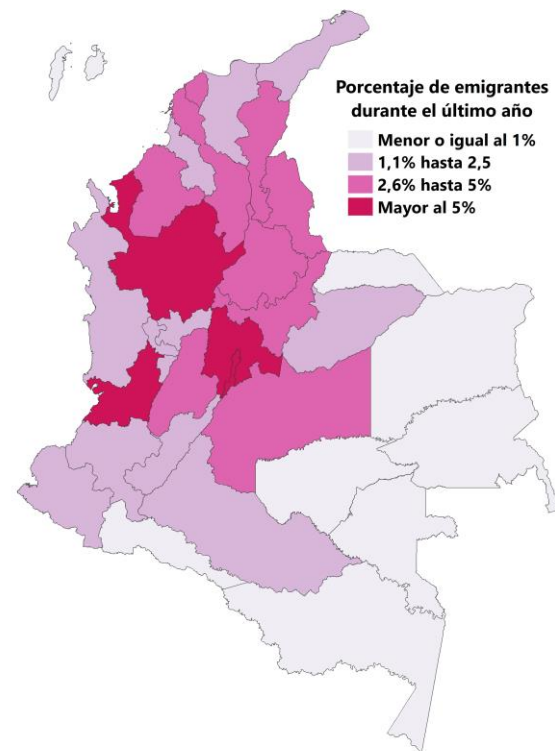 Porcentaje de emigrantes
durante el último año
Menor o igual al 1%
1,1% hasta 2,5
2,6% hasta 5%
Mayor al 5%